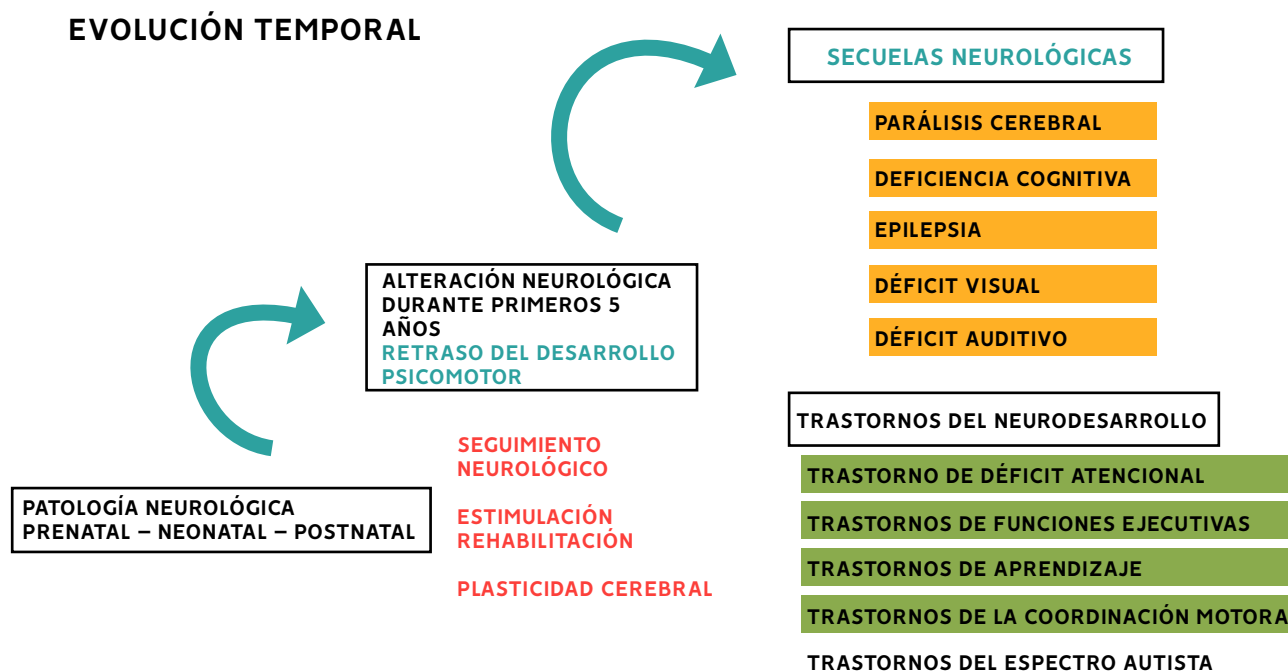 EVOLUCIÓN TEMPORAL
SECUELAS NEUROLÓGICAS
PARÁLISIS CEREBRAL
DEFICIENCIA COGNITIVA
EPILEPSIA
DÉFICIT VISUAL
DÉFICIT AUDITIVO
ALTERACIÓN NEUROLÓGICA
DURANTE PRIMEROS 5
AÑOS
RETRASO DEL DESARROLLO
PSICOMOTOR
SEGUIMIENTO
NEUROLÓGICO
ESTIMULACIÓN
REHABILITACIÓN
PLASTICIDAD CEREBRAL
PATOLOGÍA NEUROLÓGICA
PRENATAL – NEONATAL – POSTNATAL
TRASTORNOS DEL NEURODESARROLLO
TRASTORNO DE DÉFICIT ATENCIONAL
TRASTORNOS DE FUNCIONES EJECUTIVAS
TRASTORNOS DE APRENDIZAJE
TRASTORNOS DE LA COORDINACIÓN MOTORA
TRASTORNOS DEL ESPECTRO AUTISTA